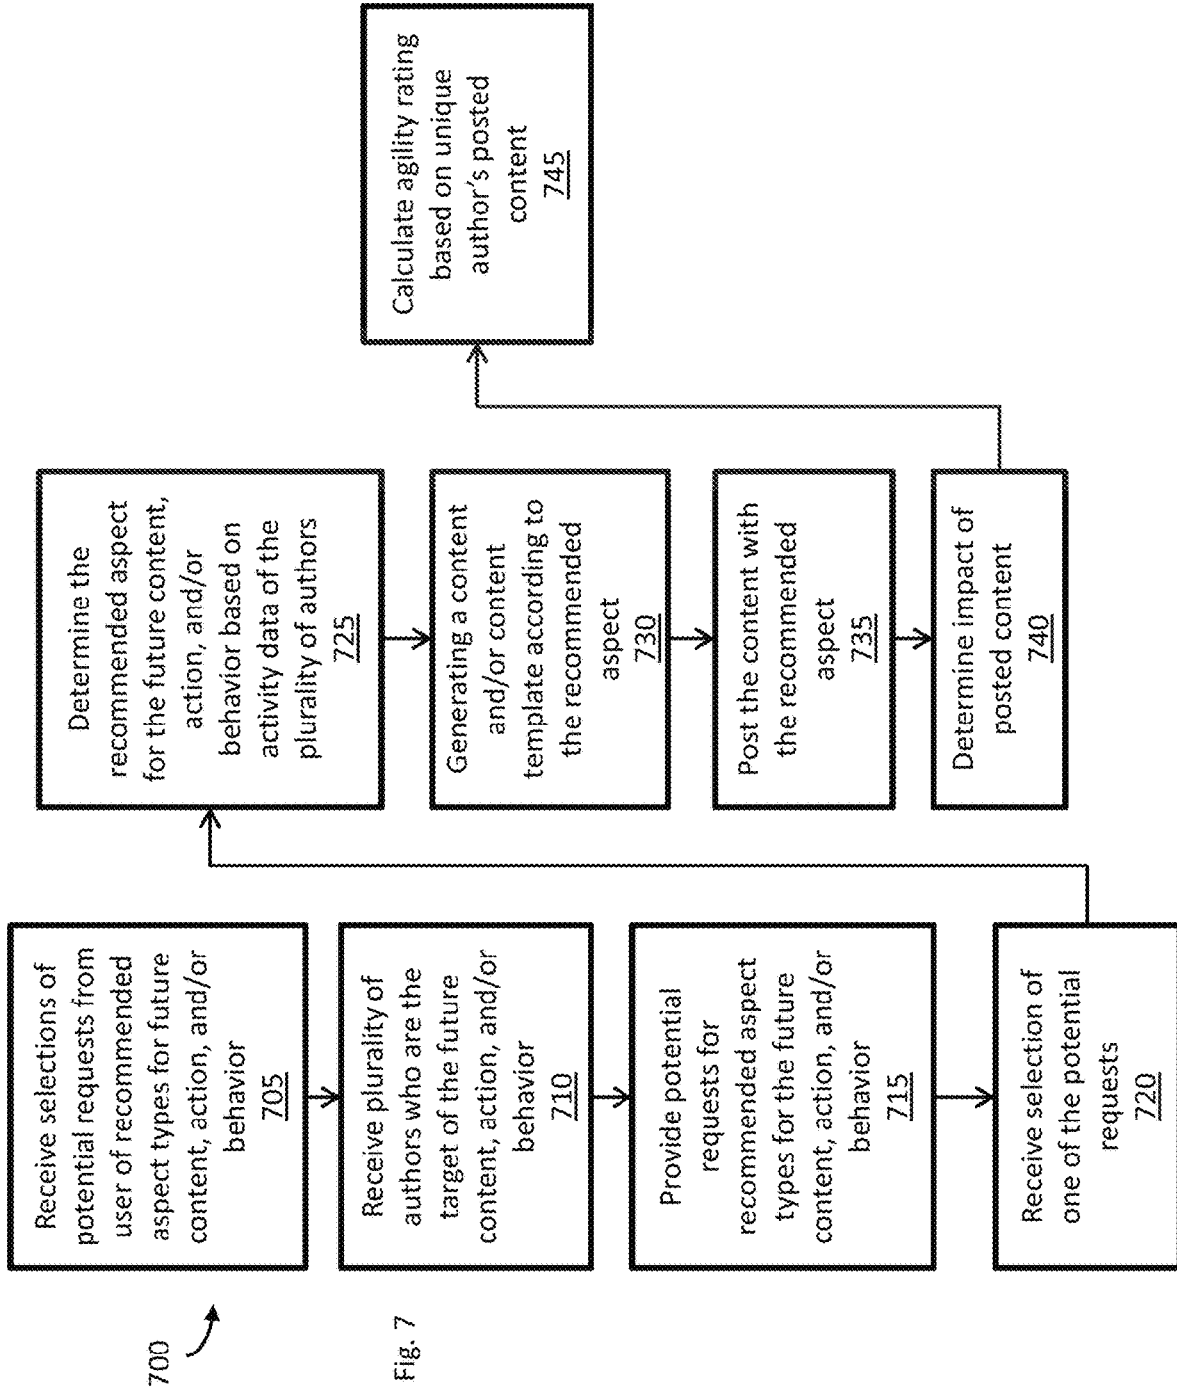 700
Fig. 7
Receive selections of
potential requests from
user of recommended
aspect types for future
content, action, and/or
behavior
705
Receive plurality of
authors who are the
target of the future
content, action, and/or
behavior
710
Provide potential
requests for
recommended aspect
types for the future
content, action, and/or
behavior
715
Receive selection of
one of the potential
requests
720
Determine the
recommended aspect
for the future content,
action, and/or
behavior based on
activity data of the
plurality of authors
725
Generating a content
and/or content
template according to
the recommended
aspect
730
Post the content with
the recommended
aspect
735
Determine impact of
posted content
740
Calculate agility rating
based on unique
author's posted
content
745